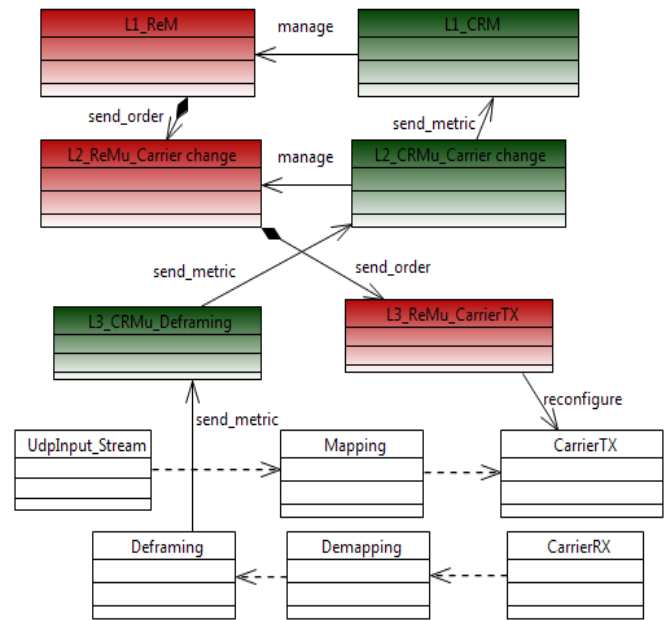 L1_ReM
manage
L1_CRM
send_order
send_metric
L2_ReMu_Carrier change
manage
L2_CRMu_Carrier change
send_metric
send_order
L3_CRMu_Deframing
L3_ReMu_CarrierTX
reconfigure
send_metric
UdpInput_Stream
Mapping
CarrierTX
Deframing
Demapping
CarrierRX